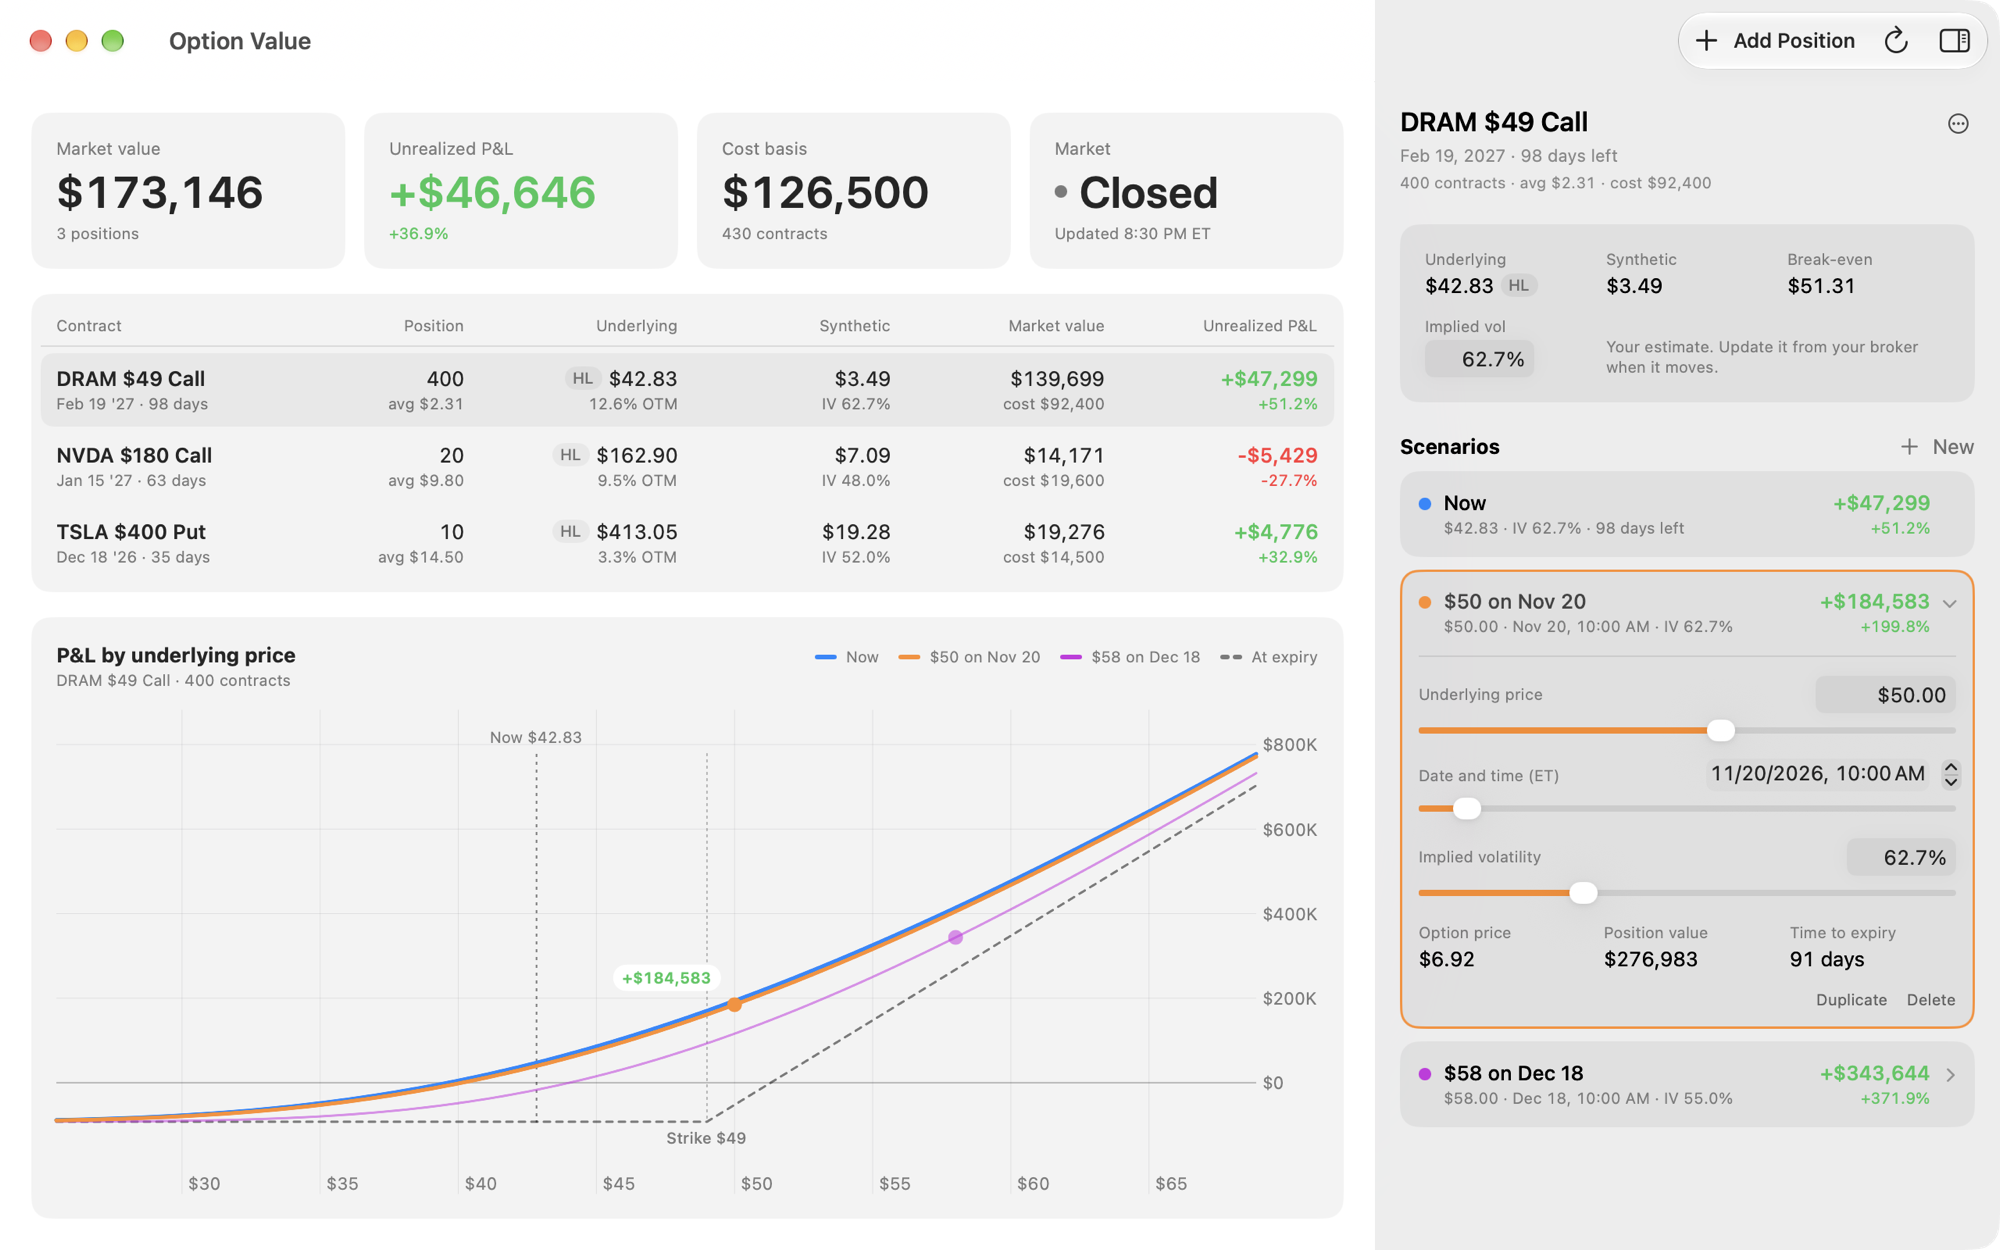 Option Value
Add Position
Market value
$173,146
3 positions
Unrealized P&L
+$46,646
+36.9%
Cost basis
$126,500
430 contracts
Market
Closed
Updated 8:30 PM ET
Contract Position Underlying Synthetic Market value Unrealized P&L
DRAM $49 Call 400 HL $42.83 $3.49 $139,699 +$47,299
Feb 19 '27 · 98 days avg $2.31 12.6% OTM IV 62.7% cost $92,400 +51.2%
NVDA $180 Call 20 HL $162.90 $7.09 $14,171 -$5,429
Jan 15 '27 · 63 days avg $9.80 9.5% OTM IV 48.0% cost $19,600 -27.7%
TSLA $400 Put 10 HL $413.05 $19.28 $19,276 +$4,776
Dec 18 '26 · 35 days avg $14.50 3.3% OTM IV 52.0% cost $14,500 +32.9%
P&L by underlying price
DRAM $49 Call · 400 contracts
Now $50 on Nov 20 $58 on Dec 18 At expiry
Now $42.83
$800K
$600K
$400K
+$184,583
$200K
$0
Strike $49
$30 $35 $40 $45 $50 $55 $60 $65
DRAM $49 Call
Feb 19, 2027 · 98 days left
400 contracts · avg $2.31 · cost $92,400
Underlying Synthetic Break-even
$42.83 HL $3.49 $51.31
Implied vol
62.7%
Your estimate. Update it from your broker
when it moves.
Scenarios
New
Now +$47,299
$42.83 · IV 62.7% · 98 days left +51.2%
$50 on Nov 20 +$184,583
$50.00 · Nov 20, 10:00 AM · IV 62.7% +199.8%
Underlying price $50.00
Date and time (ET) 11/20/2026, 10:00 AM
Implied volatility 62.7%
Option price Position value Time to expiry
$6.92 $276,983 91 days
Duplicate Delete
$58 on Dec 18 +$343,644
$58.00 · Dec 18, 10:00 AM · IV 55.0% +371.9%